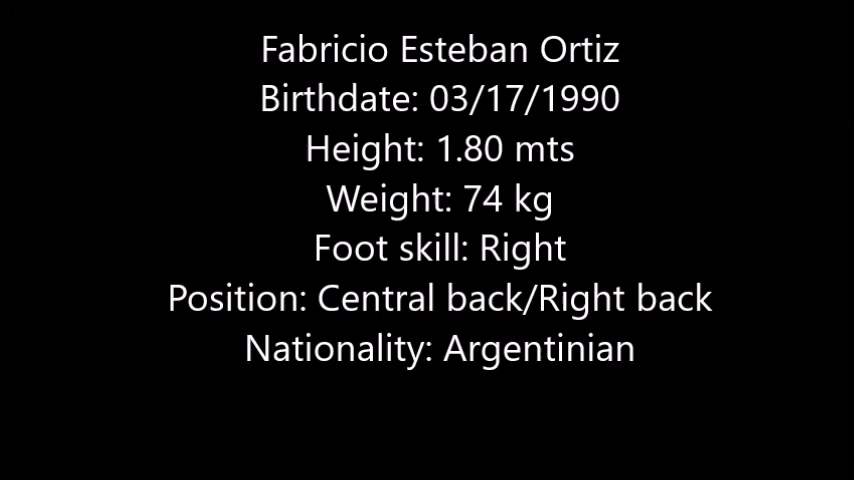 Fabricio Esteban Ortiz
Birthdate: 03/17/1990
Height: 1.80 mts
Weight: 74 kg
Foot skill: Right
Position: Central back/Right back
Nationality: Argentinian